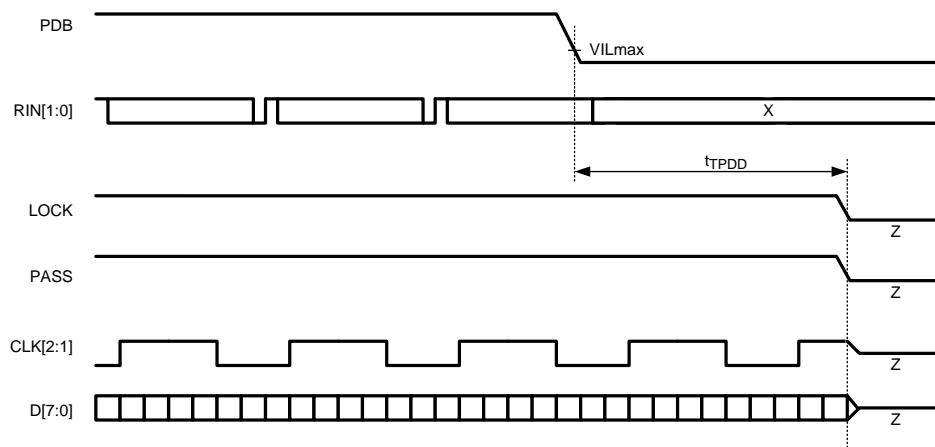 PDB
VILmax
RIN[1:0]
X
tTPDD
LOCK
Z
PASS
Z
CLK[2:1]
Z
D[7:0]
Z